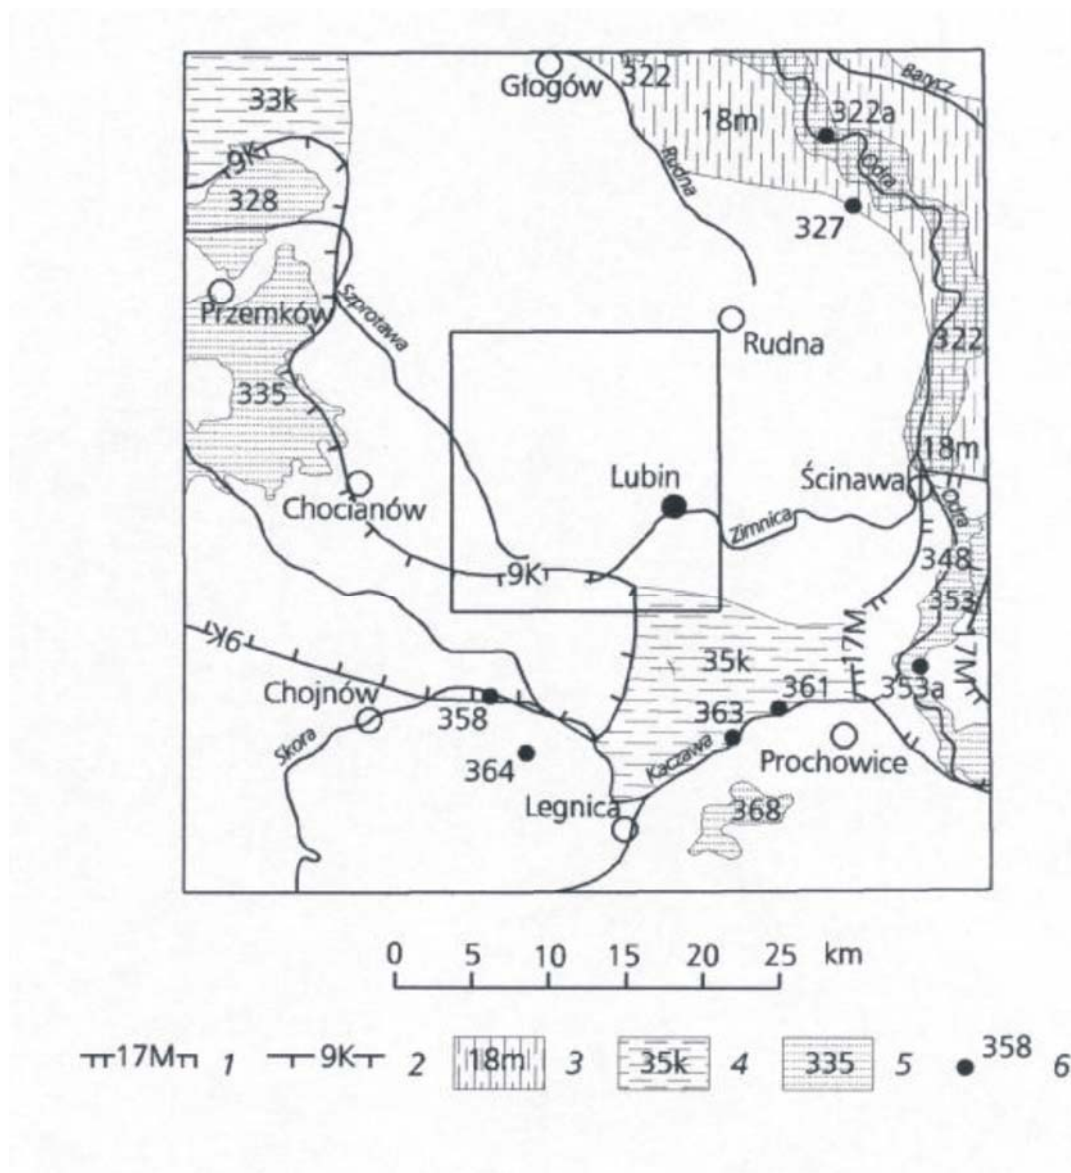 Głogów
322
Barycz
33k
18m
322a
9K
Rudna
Odra
328
327
Przemków
Szprotawa
Rudna
322
335
Lubin
Ścinawa
18m
Chocianów
Zimnica
Odra
9K
348
353
9K
35k
17M
17M
Chojnów
361
353a
358
363
Skora
364
Kaczawa
Prochowice
Legnica
368
0 5 10 15 20 25 km
17M 1 9K 2 18m 3 35k 4 335 5 358 6